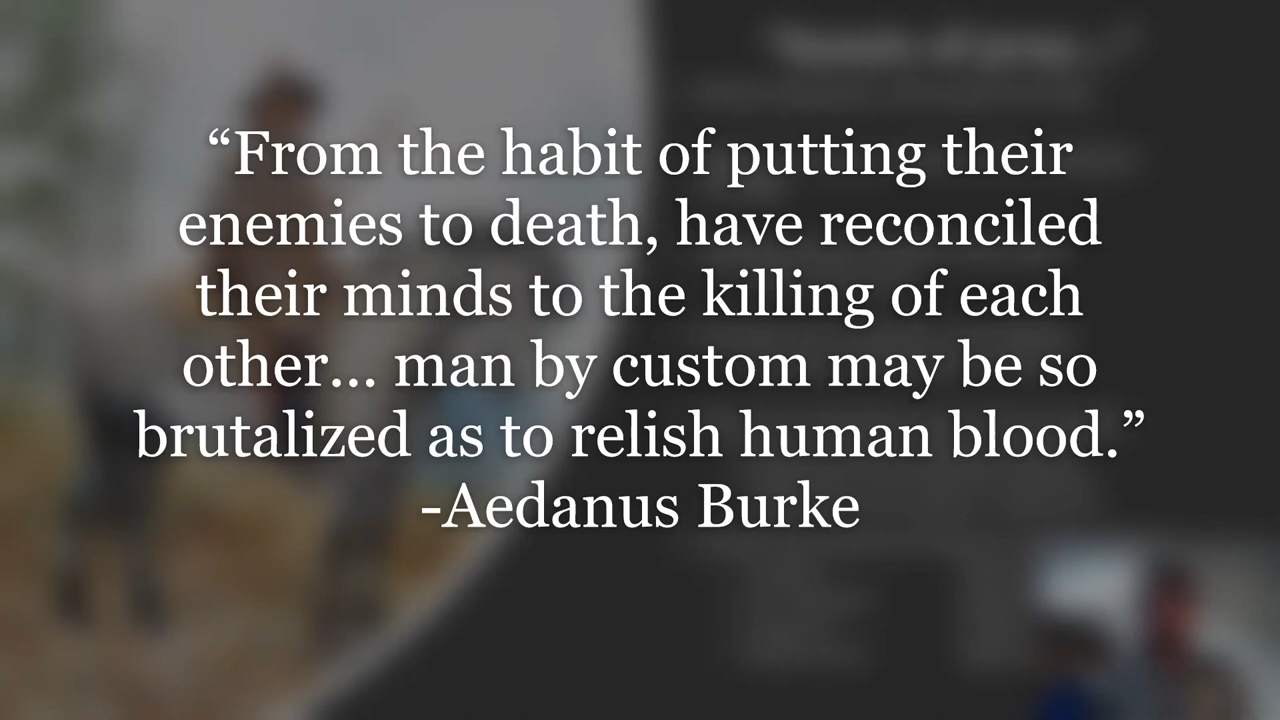 “From the habit of putting their
enemies to death, have reconciled
their minds to the killing of each
other... man by custom may be so
brutalized as to relish human blood.”
-Aedanus Burke